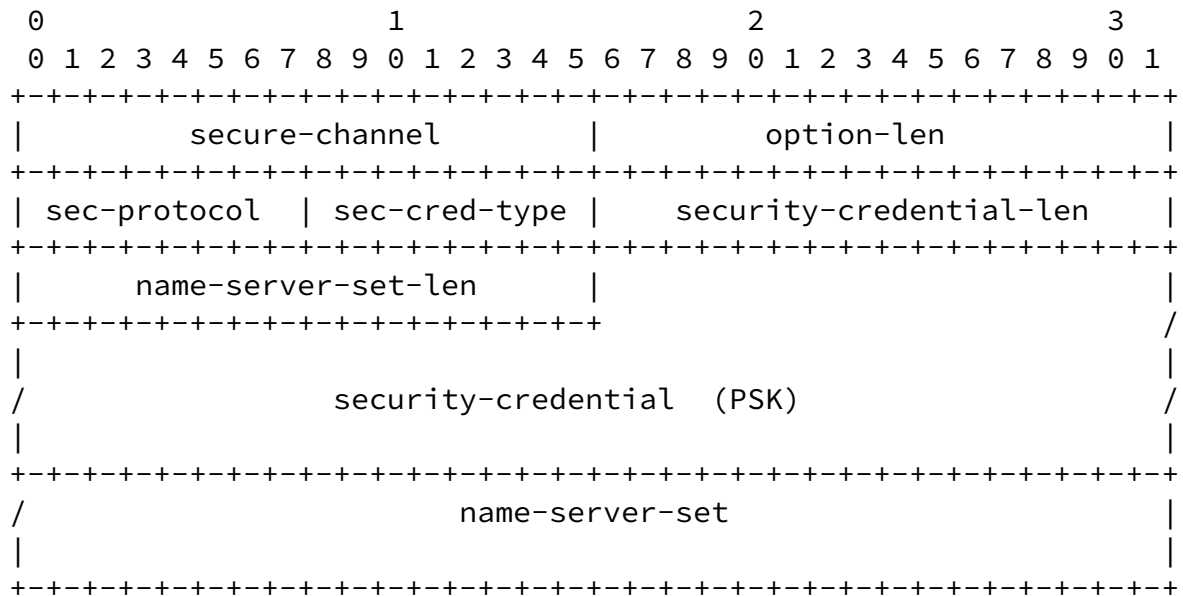 0                   1                   2                   3
 0 1 2 3 4 5 6 7 8 9 0 1 2 3 4 5 6 7 8 9 0 1 2 3 4 5 6 7 8 9 0 1
+-+-+-+-+-+-+-+-+-+-+-+-+-+-+-+-+-+-+-+-+-+-+-+-+-+-+-+-+-+-+-+-+
|         secure-channel        |         option-len            |
+-+-+-+-+-+-+-+-+-+-+-+-+-+-+-+-+-+-+-+-+-+-+-+-+-+-+-+-+-+-+-+-+
| sec-protocol  | sec-cred-type |    security-credential-len    |
+-+-+-+-+-+-+-+-+-+-+-+-+-+-+-+-+-+-+-+-+-+-+-+-+-+-+-+-+-+-+-+-+
|      name-server-set-len      |                               |
+-+-+-+-+-+-+-+-+-+-+-+-+-+-+-+-+                               /
|                                                               |
/                 security-credential  (PSK)                    /
|                                                               |
+-+-+-+-+-+-+-+-+-+-+-+-+-+-+-+-+-+-+-+-+-+-+-+-+-+-+-+-+-+-+-+-+
/                        name-server-set                        |
|                                                               |
+-+-+-+-+-+-+-+-+-+-+-+-+-+-+-+-+-+-+-+-+-+-+-+-+-+-+-+-+-+-+-+-+